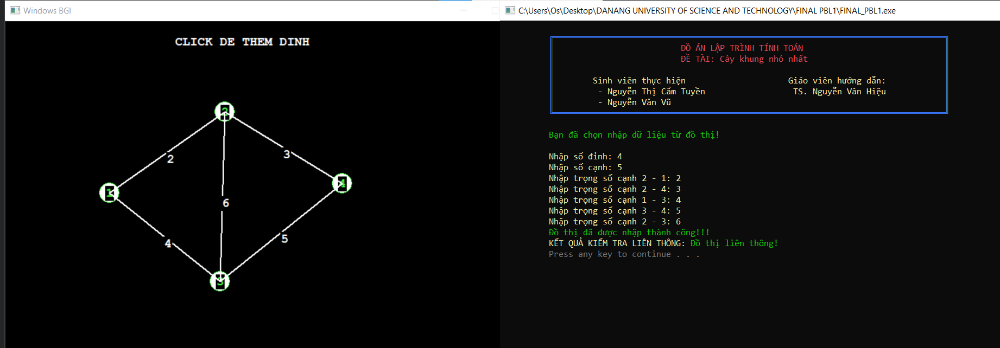 Windows BGI
CLICK DE THEM DINH
2
2
3
1
4
6
4
5
3
C:\Users\Os\Desktop\DANANG UNIVERSITY OF SCIENCE AND TECHNOLOGY\FINAL PBL1\FINAL_PBL1.exe
ĐỒ ÁN LẬP TRÌNH TÍNH TOÁN
ĐỀ TÀI: Cây khung nhỏ nhất
Sinh viên thực hiện
- Nguyễn Thị Cẩm Tuyền
- Nguyễn Văn Vũ
Giáo viên hướng dẫn:
TS. Nguyễn Văn Hiệu
Bạn đã chọn nhập dữ liệu từ đồ thị!
Nhập số đỉnh: 4
Nhập số cạnh: 5
Nhập trọng số cạnh 2 - 1: 2
Nhập trọng số cạnh 2 - 4: 3
Nhập trọng số cạnh 1 - 3: 4
Nhập trọng số cạnh 3 - 4: 5
Nhập trọng số cạnh 2 - 3: 6
Đồ thị đã được nhập thành công!!!
KẾT QUẢ KIỂM TRA LIÊN THÔNG: Đồ thị liên thông!
Press any key to continue . . .